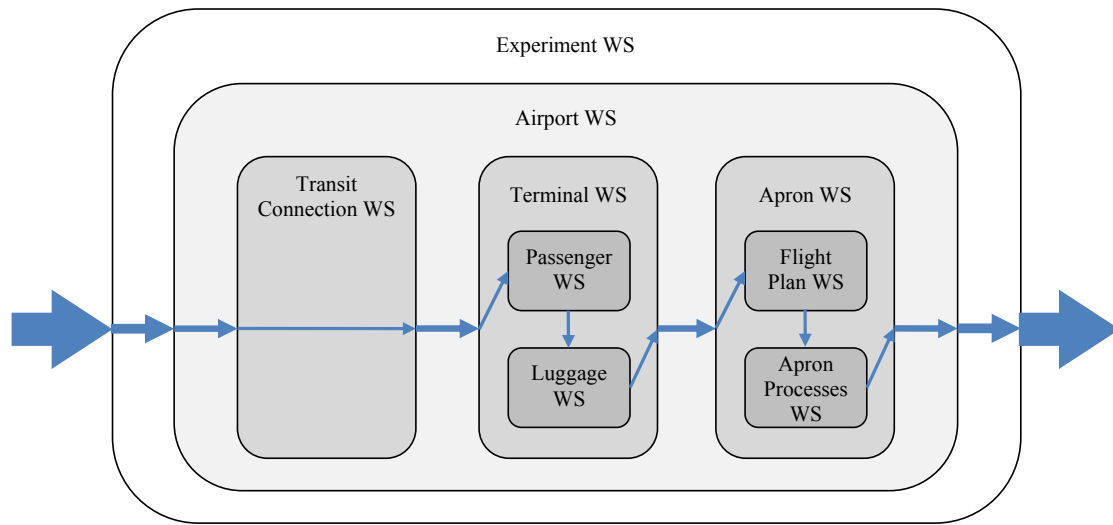 Experiment WS
Airport WS
Transit
Connection WS
Terminal WS
Passenger
WS
Luggage
WS
Apron WS
Flight
Plan WS
Apron
Processes
WS